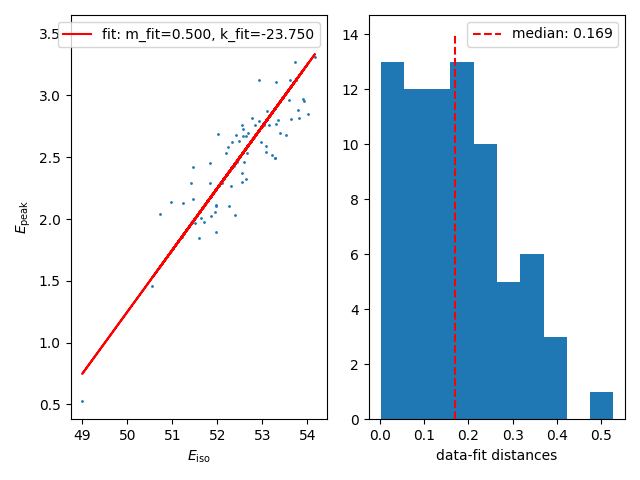 fit: m_fit=0.500, k_fit=-23.750
3.5
3.0
2.5
2.0
1.5
1.0
0.5
E_peak
49 50 51 52 53 54
E_iso
median: 0.169
14
12
10
8
6
4
2
0
0.0 0.1 0.2 0.3 0.4 0.5
data-fit distances